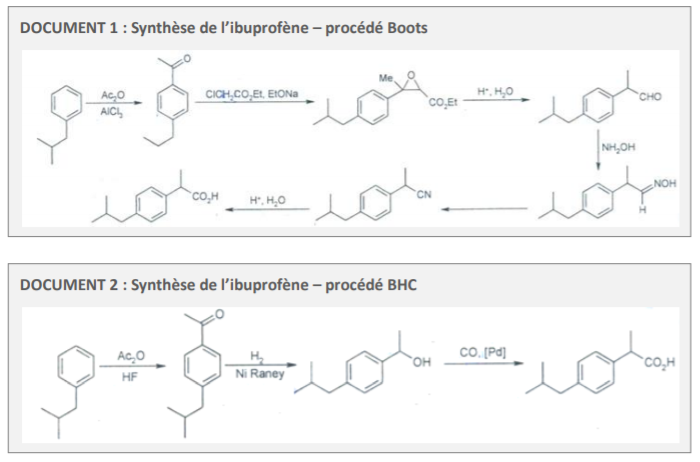 DOCUMENT 1 : Synthèse de l'ibuprofène – procédé Boots
O
Ac₂O
AlCl₃
ClCH₂CO₂Et, EtONa
Me
O
CO₂Et
H⁺, H₂O
CHO
NH₂OH
NOH
H
CN
H⁺, H₂O
CO₂H
DOCUMENT 2 : Synthèse de l'ibuprofène – procédé BHC
O
Ac₂O
HF
H₂
Ni Raney
OH
CO, [Pd]
CO₂H